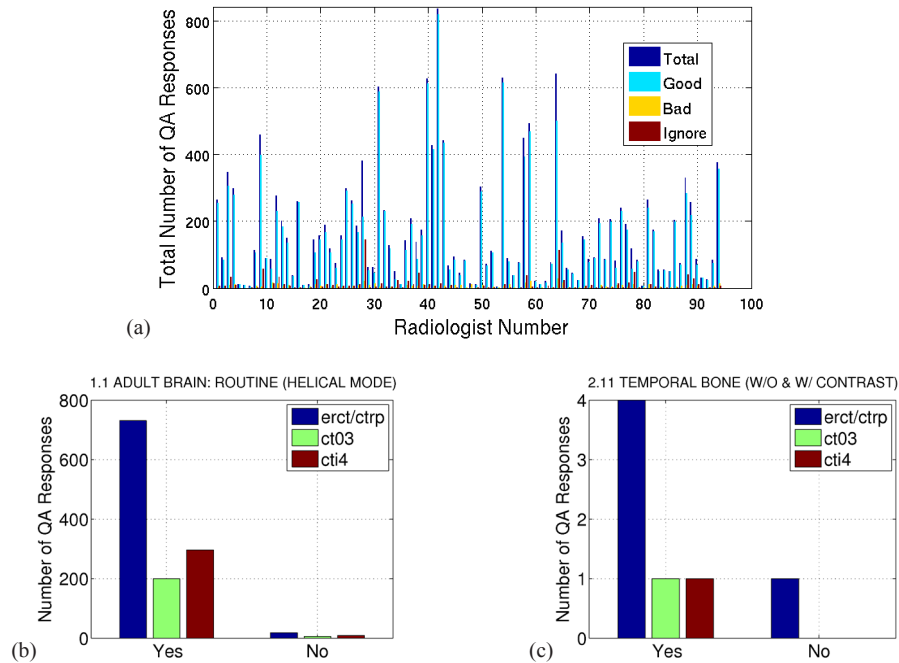 Total Number of QA Responses
800
600
400
200
0
0 10 20 30 40 50 60 70 80 90 100
Radiologist Number
Total
Good
Bad
Ignore
(a)
1.1 ADULT BRAIN: ROUTINE (HELICAL MODE)
Number of QA Responses
800
600
400
200
0
erct/ctrp
ct03
cti4
Yes No
(b)
2.11 TEMPORAL BONE (W/O & W/ CONTRAST)
Number of QA Responses
4
3
2
1
0
erct/ctrp
ct03
cti4
Yes No
(c)